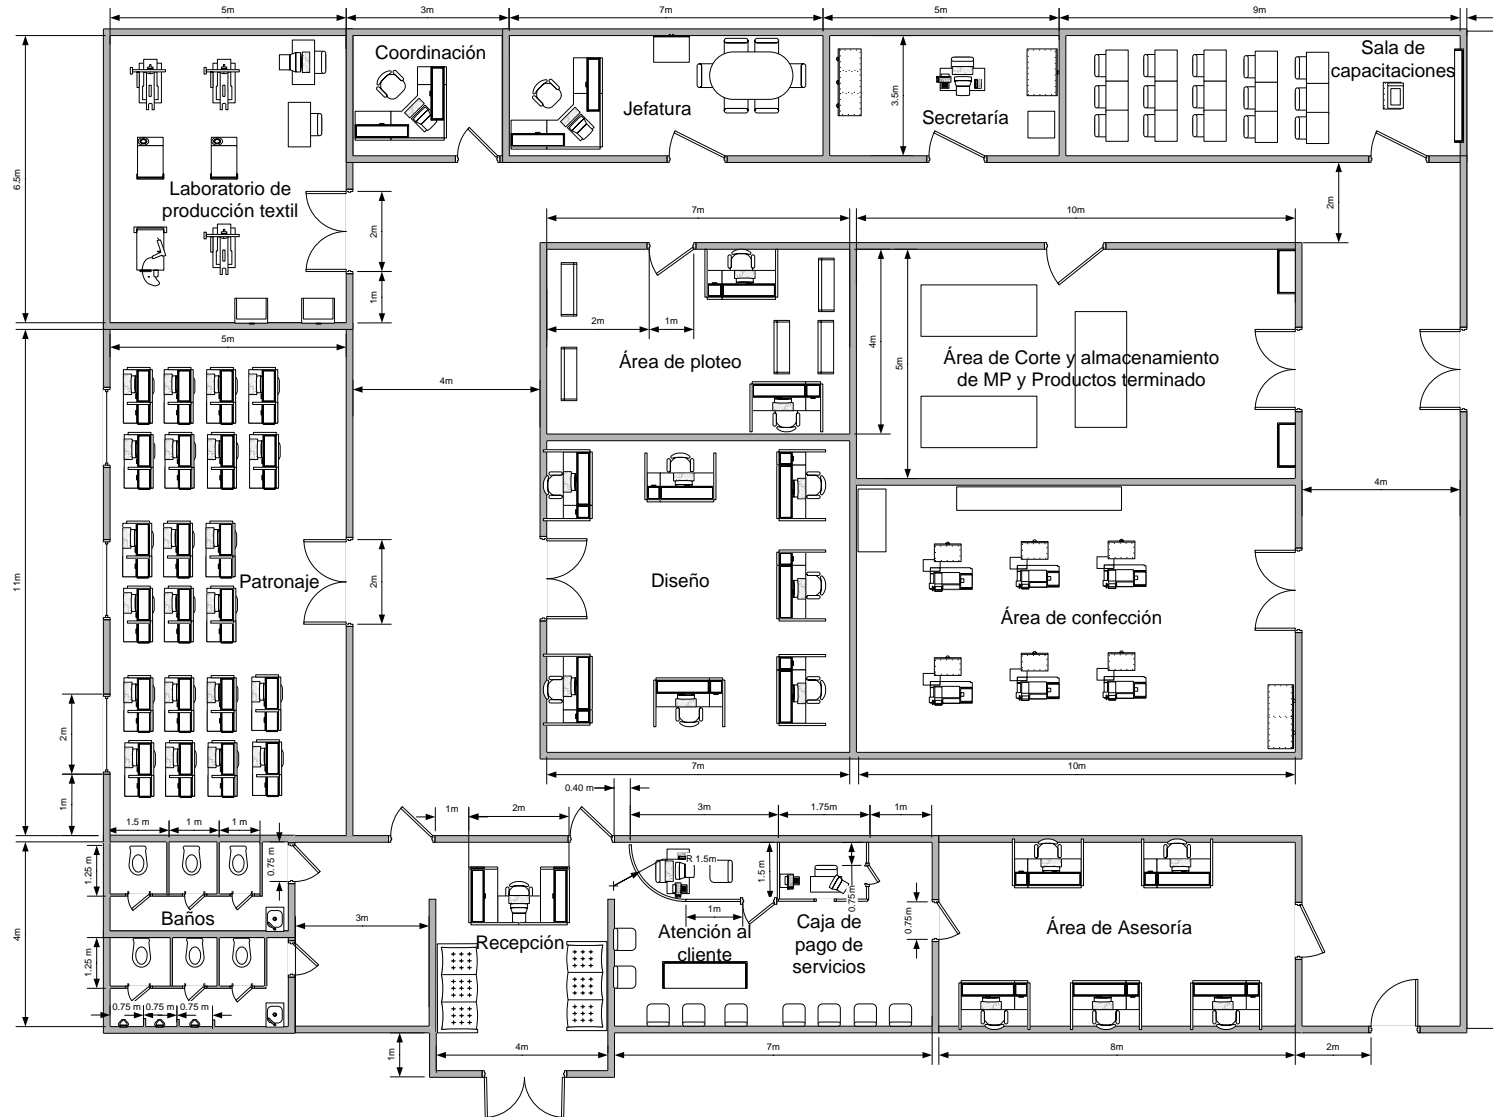 5m
3m
7m
5m
9m
Coordinación
Jefatura
3.5m
Secretaría
Sala de
capacitaciones
6.5m
Laboratorio de
producción textil
2m
1m
7m
10m
2m
5m
4m
2m
1m
Área de ploteo
4m
5m
Área de Corte y almacenamiento
de MP y Productos terminado
4m
11m
Patronaje
2m
Diseño
Área de confección
2m
1m
7m
10m
0.40 m
1m
2m
3m
1.75m
1m
1.5 m
1 m
1 m
1.25 m
0.75 m
R 1.5m
1.5 m
0.75m
0.75m
1m
4m
Baños
3m
Recepción
Atención al
cliente
Caja de
pago de
servicios
Área de Asesoría
1.25 m
0.75 m
0.75 m
0.75 m
1m
4m
7m
8m
2m